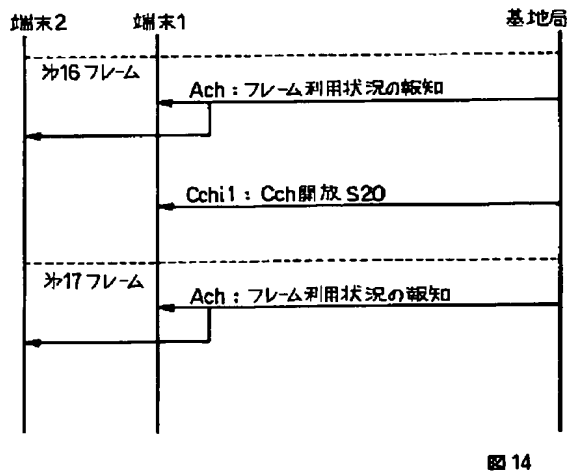 端末2 端末1 基地局
第16フレーム
Ach：フレーム利用状況の報知
Cchi1：Cch開放 S20
第17フレーム
Ach：フレーム利用状況の報知
図14